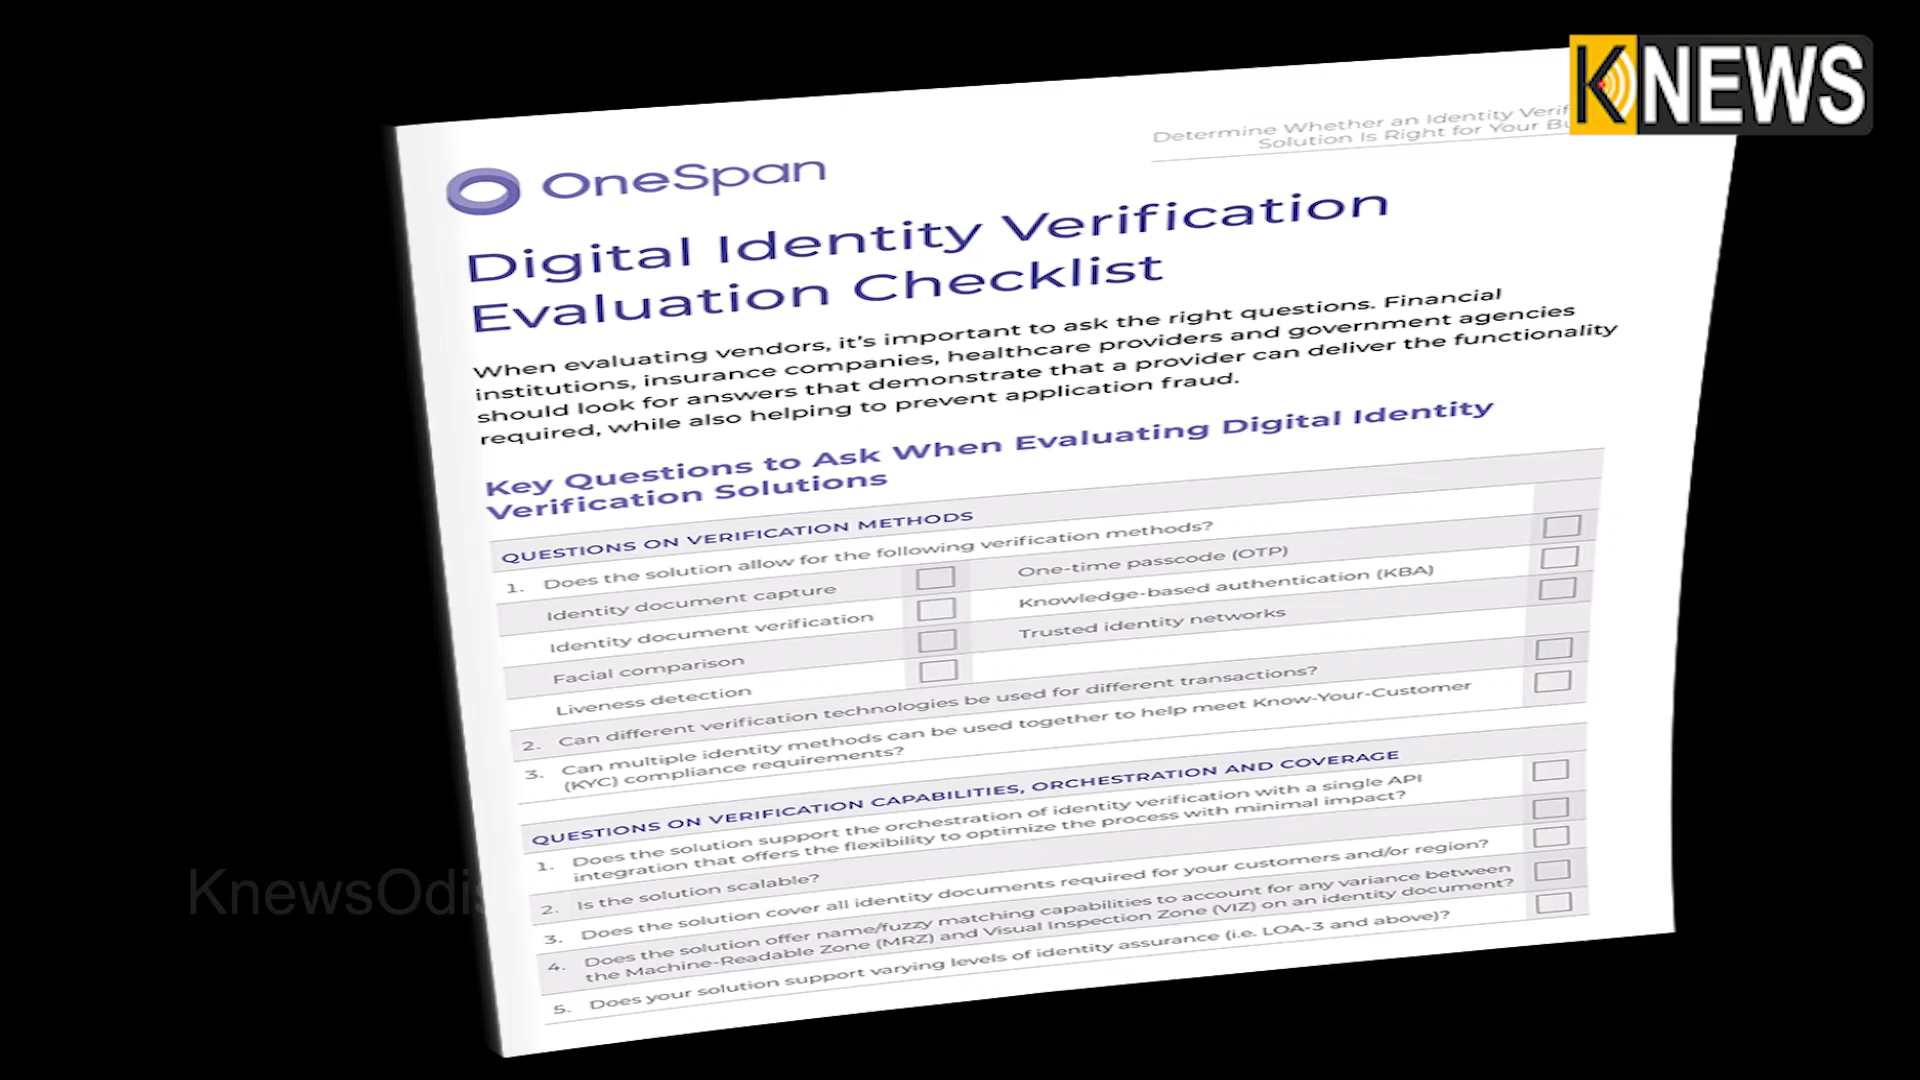 KNEWS
Determine Whether an Identity
Solution Is Right for Your
OneSpan
Digital Identity Verification
Evaluation Checklist
When evaluating vendors, it's important to ask the right questions. Financial
institutions, insurance companies, healthcare providers and government agencies
should look for answers that demonstrate that a provider can deliver the functionality
required, while also helping to prevent application fraud.
Key Questions to Ask When Evaluating Digital Identity
Verification Solutions
QUESTIONS ON VERIFICATION METHODS
1. Does the solution allow for the following verification methods?
Identity document capture
One-time passcode (OTP)
Identity document verification
Knowledge-based authentication (KBA)
Facial comparison
Trusted identity networks
Liveness detection
2. Can different verification technologies be used for different transactions?
3. Can multiple identity methods can be used together to help meet Know-Your-Customer
(KYC) compliance requirements?
QUESTIONS ON VERIFICATION CAPABILITIES, ORCHESTRATION AND COVERAGE
1. Does the solution support the orchestration of identity verification with a single API
integration that offers the flexibility to optimize the process with minimal impact?
2. Is the solution scalable?
3. Does the solution cover all identity documents required for your customers and/or region?
4. Does the solution offer name/fuzzy matching capabilities to account for any variance between
the Machine-Readable Zone (MRZ) and Visual Inspection Zone (VIZ) on an identity document?
5. Does your solution support varying levels of identity assurance (i.e. LOA-3 and above)?
KnewsOdis